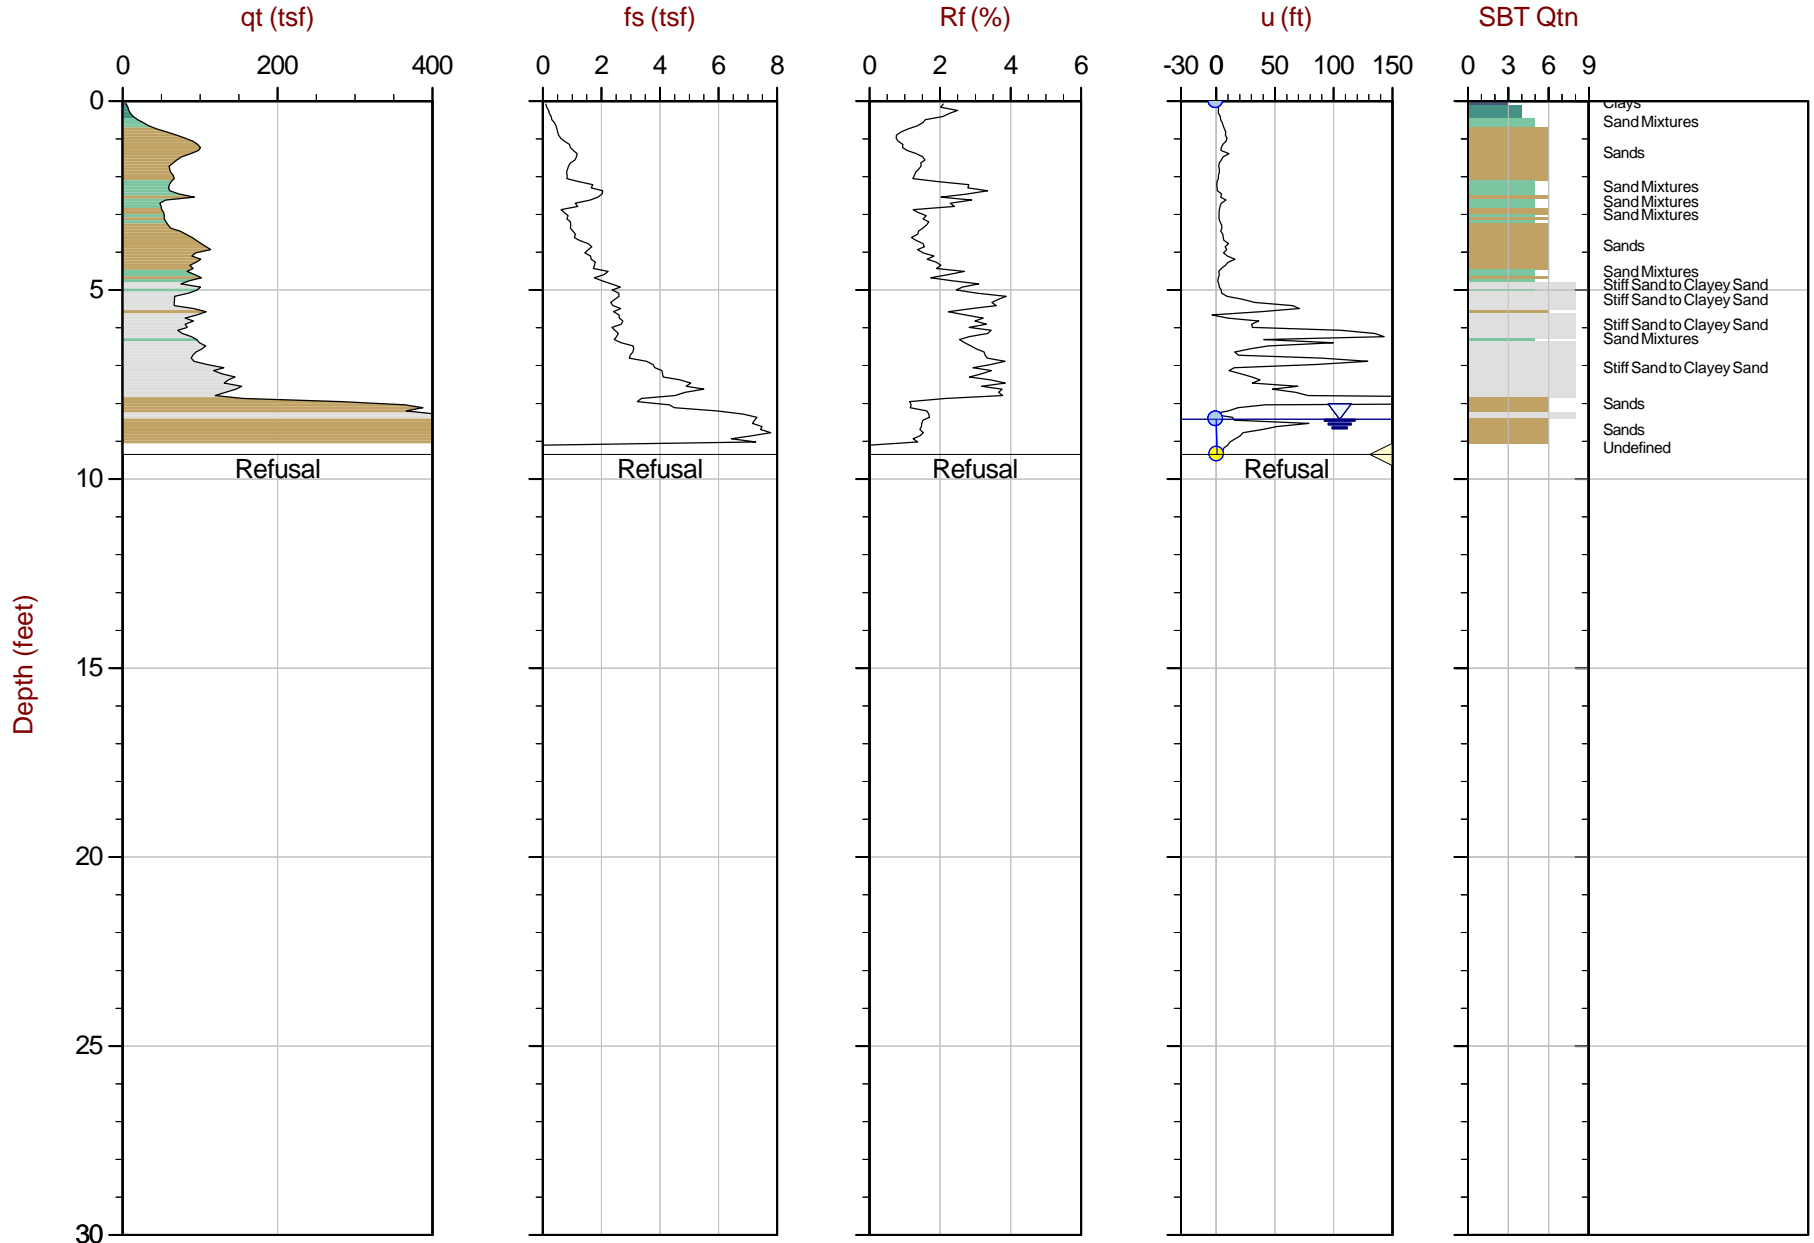 qt (tsf) fs (tsf) Rf (%) u (ft) SBT Qtn
0 200 400 0 2 4 6 8 0 2 4 6 -30 0 50 100 150 0 3 6 9
0
Clays
Sand Mixtures
Sands
Sand Mixtures
Sand Mixtures
Sand Mixtures
Sands
Sand Mixtures
Stiff Sand to Clayey Sand
5
Stiff Sand to Clayey Sand
Stiff Sand to Clayey Sand
Sand Mixtures
Stiff Sand to Clayey Sand
Sands
Sands
Undefined
Refusal Refusal Refusal Refusal
10
Depth (feet)
15
20
25
30